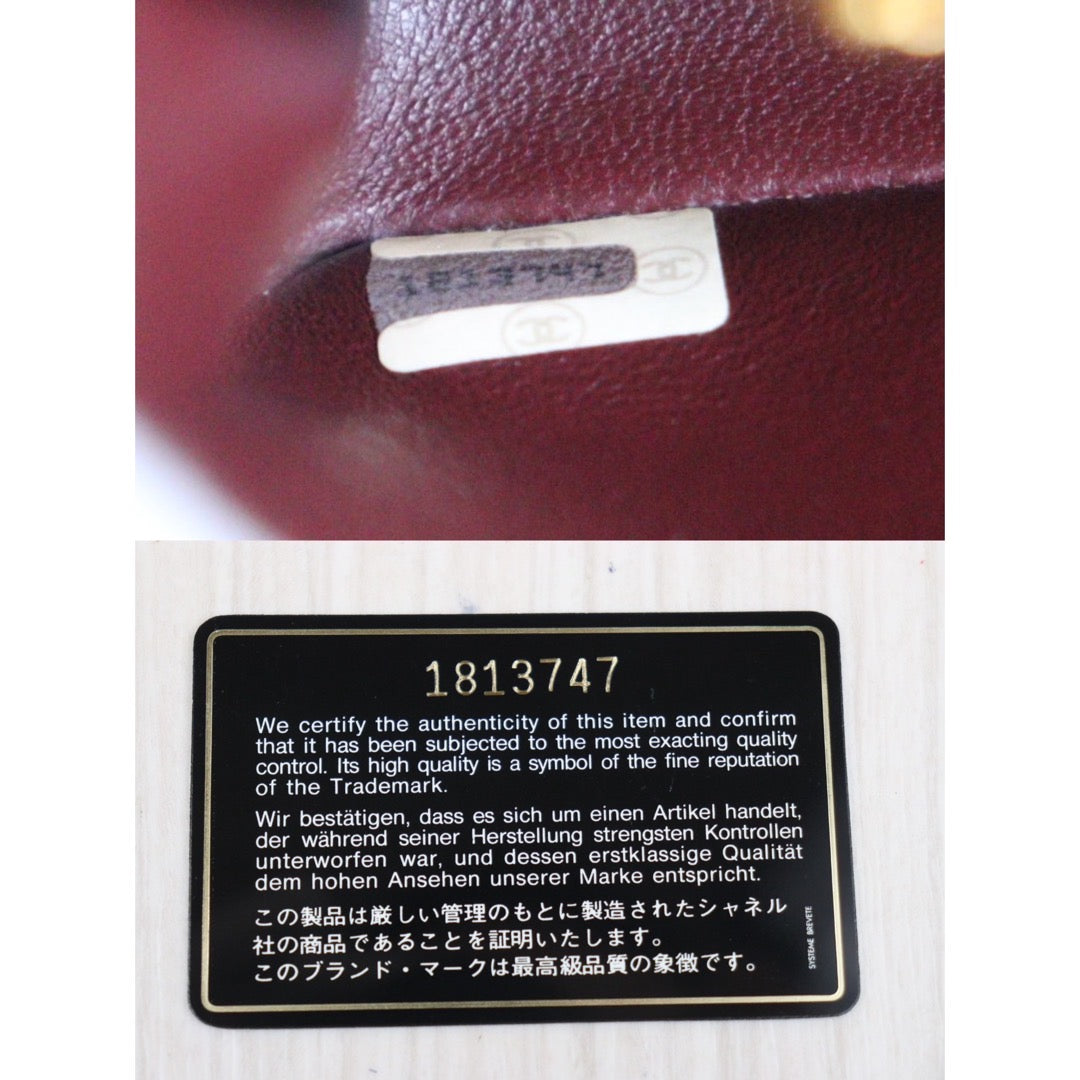 1813747
1813747
We certify the authenticity of this item and confirm
that it has been subjected to the most exacting quality
control. Its high quality is a symbol of the fine reputation
of the Trademark.
Wir bestätigen, dass es sich um einen Artikel handelt,
der während seiner Herstellung strengsten Kontrollen
unterworfen war, und dessen erstklassige Qualität
dem hohen Ansehen unserer Marke entspricht.
この製品は厳しい管理のもとに製造されたシャネル
社の商品であることを証明いたします。
このブランド・マークは最高級品質の象徴です。
SYSTEME BREVETE